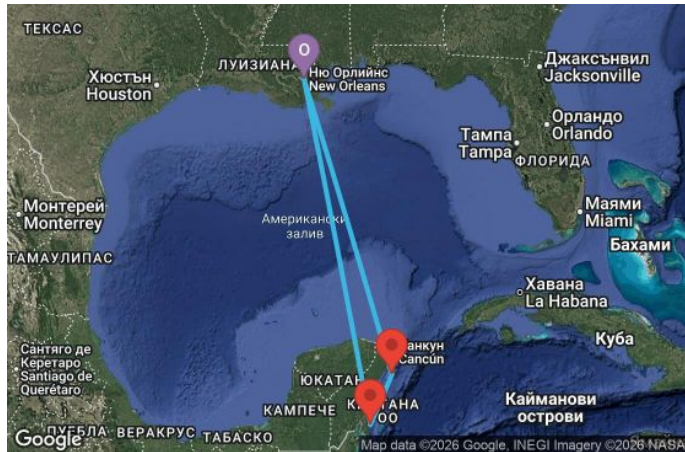 ТЕКСАС
ЛУИЗИАНА
O
Ню Орлийнс
New Orleans
Хюстън
Houston
Джаксънвил
Jacksonville
Орландо
Orlando
Тампа
Tampa
ФЛОРИДА
Монтерей
Monterrey
Американски
залив
Маями
Miami
Бахами
ТАМАУЛИПАС
Хавана
La Habana
Куба
анкун
Cancún
Сантяго де
Керетаро
Santiago de
Querétaro
ЮКАТАН
КАМПЕЧЕ
Кайманови
острови
ВЕРАКРУС
ТАБАСКО
Google
Map data ©2026 Google, INEGI Imagery ©2026 NASA